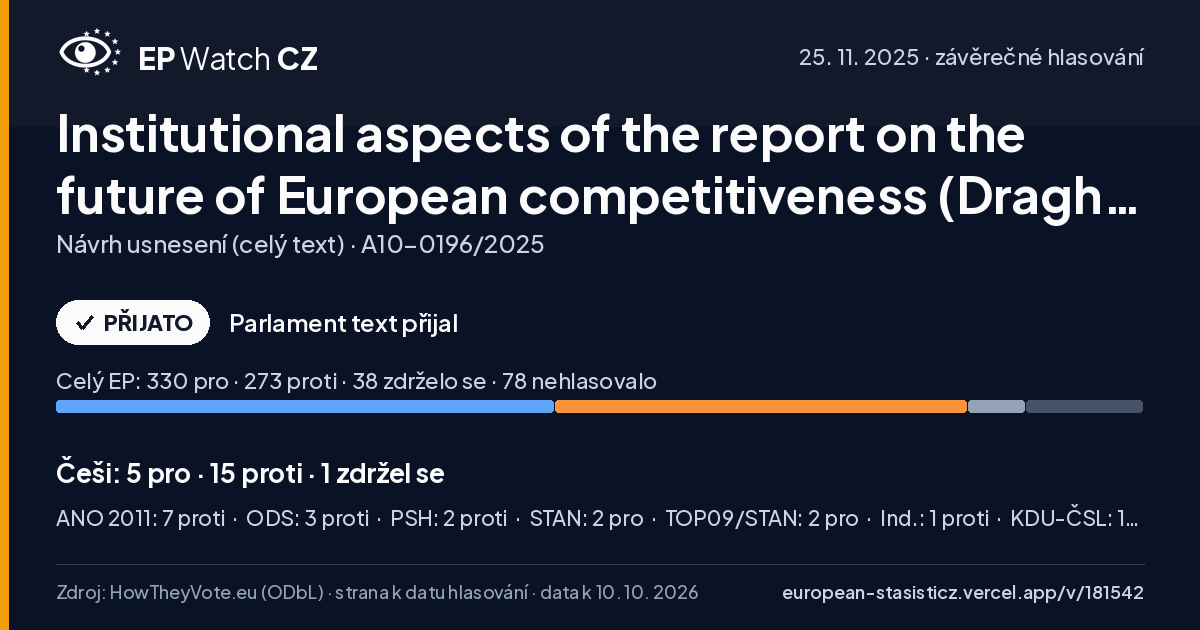 EP Watch CZ
25. 11. 2025 · závěrečné hlasování
Institutional aspects of the report on the
future of European competitiveness (Dragh…
Návrh usnesení (celý text) · A10-0196/2025
✓ PŘIJATO Parlament text přijal
Celý EP: 330 pro · 273 proti · 38 zdrželo se · 78 nehlasovalo
Češi: 5 pro · 15 proti · 1 zdržel se
ANO 2011: 7 proti · ODS: 3 proti · PSH: 2 proti · STAN: 2 pro · TOP09/STAN: 2 pro · Ind.: 1 proti · KDU-ČSL: 1…
Zdroj: HowTheyVote.eu (ODbL) · strana k datu hlasování · data k 10. 10. 2026
european-stasisticz.vercel.app/v/181542